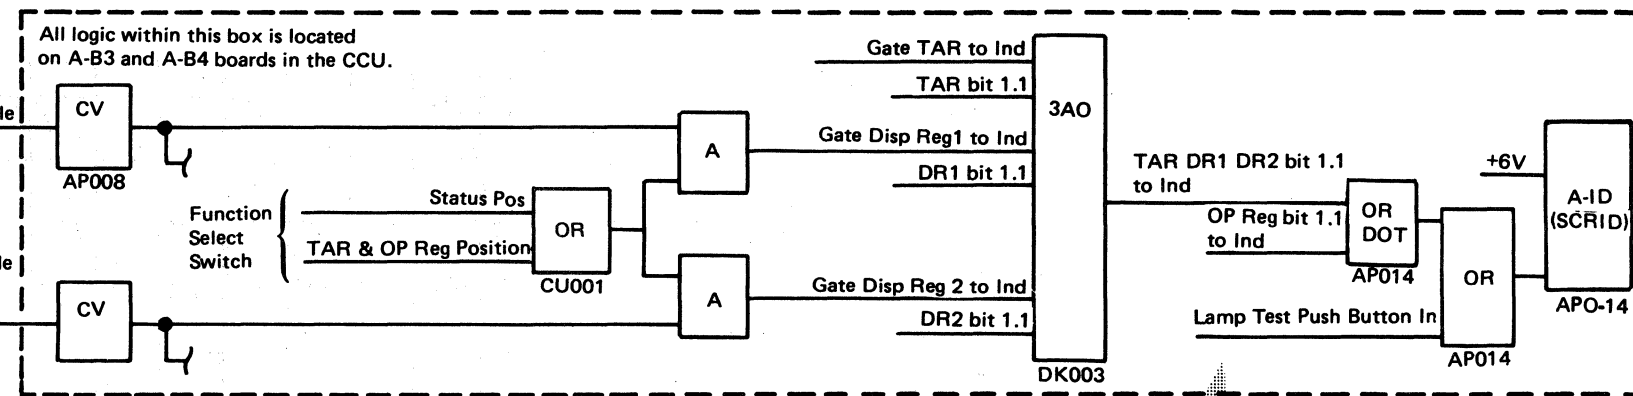 All logic within this box is located
on A-B3 and A-B4 boards in the CCU.
le
CV
AP008
le
CV
Function
Select
Switch
Status Pos
TAR & OP Reg Position
OR
CU001
A
A
Gate TAR to Ind
TAR bit 1.1
Gate Disp Reg1 to Ind
DR1 bit 1.1
Gate Disp Reg 2 to Ind
DR2 bit 1.1
3AO
DK003
TAR DR1 DR2 bit 1.1
to Ind
OP Reg bit 1.1
to Ind
OR
DOT
AP014
Lamp Test Push Button In
OR
AP014
+6V
A-ID
(SCRID)
APO-14